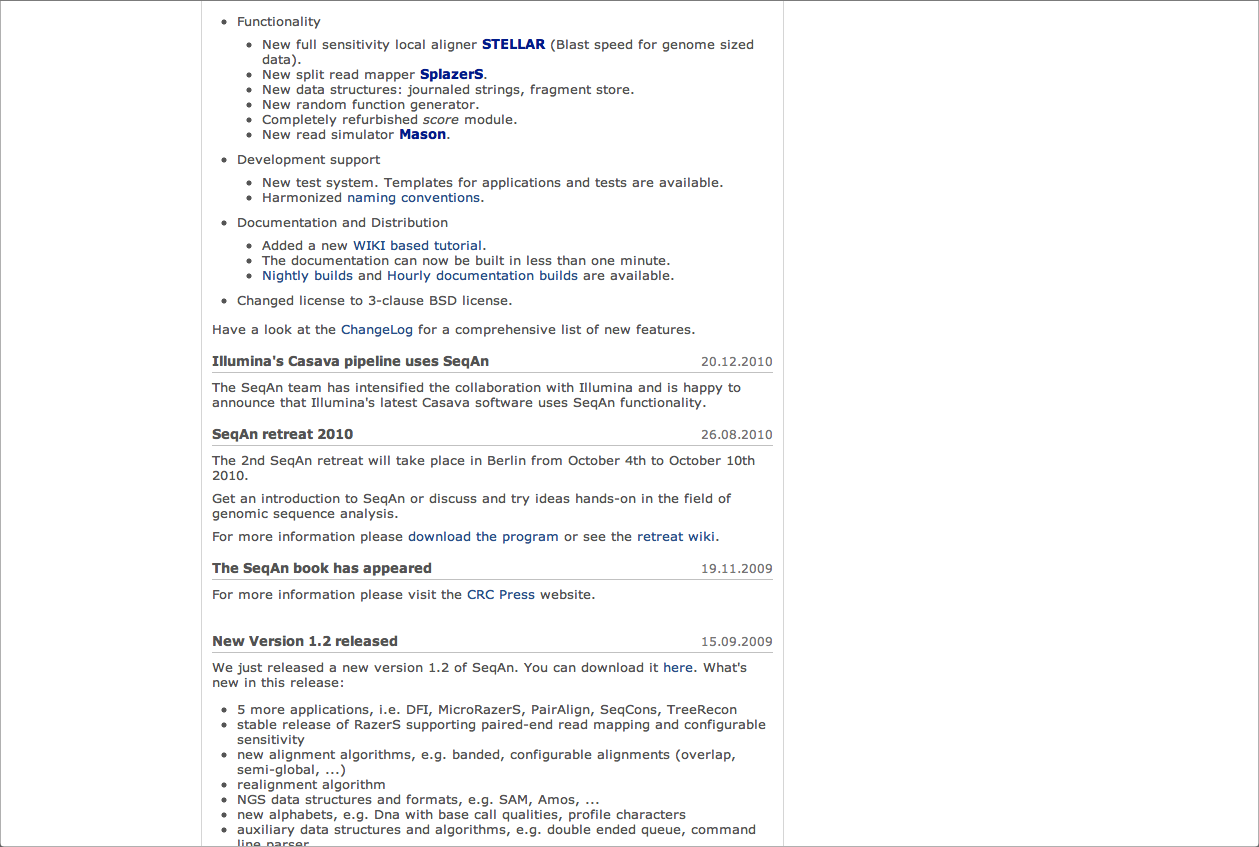 Functionality
New full sensitivity local aligner STELLAR (Blast speed for genome sized
data).
New split read mapper SplazerS.
New data structures: journaled strings, fragment store.
New random function generator.
Completely refurbished score module.
New read simulator Mason.
Development support
New test system. Templates for applications and tests are available.
Harmonized naming conventions.
Documentation and Distribution
Added a new WIKI based tutorial.
The documentation can now be built in less than one minute.
Nightly builds and Hourly documentation builds are available.
Changed license to 3-clause BSD license.
Have a look at the ChangeLog for a comprehensive list of new features.
Illumina's Casava pipeline uses SeqAn 20.12.2010
The SeqAn team has intensified the collaboration with Illumina and is happy to
announce that Illumina's latest Casava software uses SeqAn functionality.
SeqAn retreat 2010 26.08.2010
The 2nd SeqAn retreat will take place in Berlin from October 4th to October 10th
2010.
Get an introduction to SeqAn or discuss and try ideas hands-on in the field of
genomic sequence analysis.
For more information please download the program or see the retreat wiki.
The SeqAn book has appeared 19.11.2009
For more information please visit the CRC Press website.
New Version 1.2 released 15.09.2009
We just released a new version 1.2 of SeqAn. You can download it here. What's
new in this release:
5 more applications, i.e. DFI, MicroRazerS, PairAlign, SeqCons, TreeRecon
stable release of RazerS supporting paired-end read mapping and configurable
sensitivity
new alignment algorithms, e.g. banded, configurable alignments (overlap,
semi-global, ...)
realignment algorithm
NGS data structures and formats, e.g. SAM, Amos, ...
new alphabets, e.g. Dna with base call qualities, profile characters
auxiliary data structures and algorithms, e.g. double ended queue, command
line parser